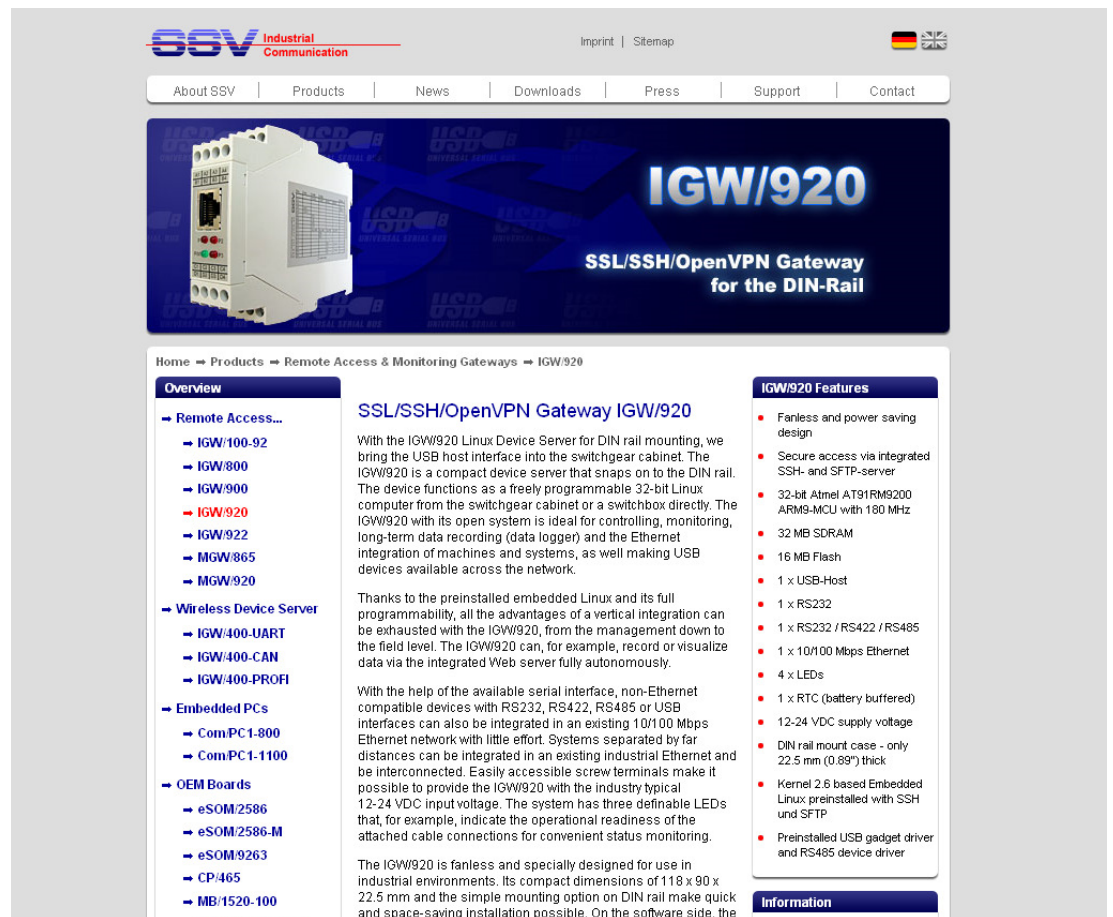 SSV Industrial
Communication
Imprint | Sitemap
About SSV | Products | News | Downloads | Press | Support | Contact
IGW/920
SSL/SSH/OpenVPN Gateway
for the DIN-Rail
Home ➡ Products ➡ Remote Access & Monitoring Gateways ➡ IGW/920
Overview
➡ Remote Access...
➡ IGW/100-92
➡ IGW/800
➡ IGW/900
➡ IGW/920
➡ IGW/922
➡ MGW/865
➡ MGW/920
➡ Wireless Device Server
➡ IGW/400-UART
➡ IGW/400-CAN
➡ IGW/400-PROFI
➡ Embedded PCs
➡ Com/PC1-800
➡ Com/PC1-1100
➡ OEM Boards
➡ eSOM/2586
➡ eSOM/2586-M
➡ eSOM/9263
➡ CP/465
➡ MB/1520-100
SSL/SSH/OpenVPN Gateway IGW/920
With the IGW/920 Linux Device Server for DIN rail mounting, we
bring the USB host interface into the switchgear cabinet. The
IGW/920 is a compact device server that snaps on to the DIN rail.
The device functions as a freely programmable 32-bit Linux
computer from the switchgear cabinet or a switchbox directly. The
IGW/920 with its open system is ideal for controlling, monitoring,
long-term data recording (data logger) and the Ethernet
integration of machines and systems, as well making USB
devices available across the network.
Thanks to the preinstalled embedded Linux and its full
programmability, all the advantages of a vertical integration can
be exhausted with the IGW/920, from the management down to
the field level. The IGW/920 can, for example, record or visualize
data via the integrated Web server fully autonomously.
With the help of the available serial interface, non-Ethernet
compatible devices with RS232, RS422, RS485 or USB
interfaces can also be integrated in an existing 10/100 Mbps
Ethernet network with little effort. Systems separated by far
distances can be integrated in an existing industrial Ethernet and
be interconnected. Easily accessible screw terminals make it
possible to provide the IGW/920 with the industry typical
12-24 VDC input voltage. The system has three definable LEDs
that, for example, indicate the operational readiness of the
attached cable connections for convenient status monitoring.
The IGW/920 is fanless and specially designed for use in
industrial environments. Its compact dimensions of 118 x 90 x
22.5 mm and the simple mounting option on DIN rail make quick
and space-saving installation possible. On the software side, the
IGW/920 Features
Fanless and power saving
design
Secure access via integrated
SSH- and SFTP-server
32-bit Atmel AT91RM9200
ARM9-MCU with 180 MHz
32 MB SDRAM
16 MB Flash
1 x USB-Host
1 x RS232
1 x RS232 / RS422 / RS485
1 x 10/100 Mbps Ethernet
4 x LEDs
1 x RTC (battery buffered)
12-24 VDC supply voltage
DIN rail mount case - only
22.5 mm (0.89") thick
Kernel 2.6 based Embedded
Linux preinstalled with SSH
und SFTP
Preinstalled USB gadget driver
and RS485 device driver
Information